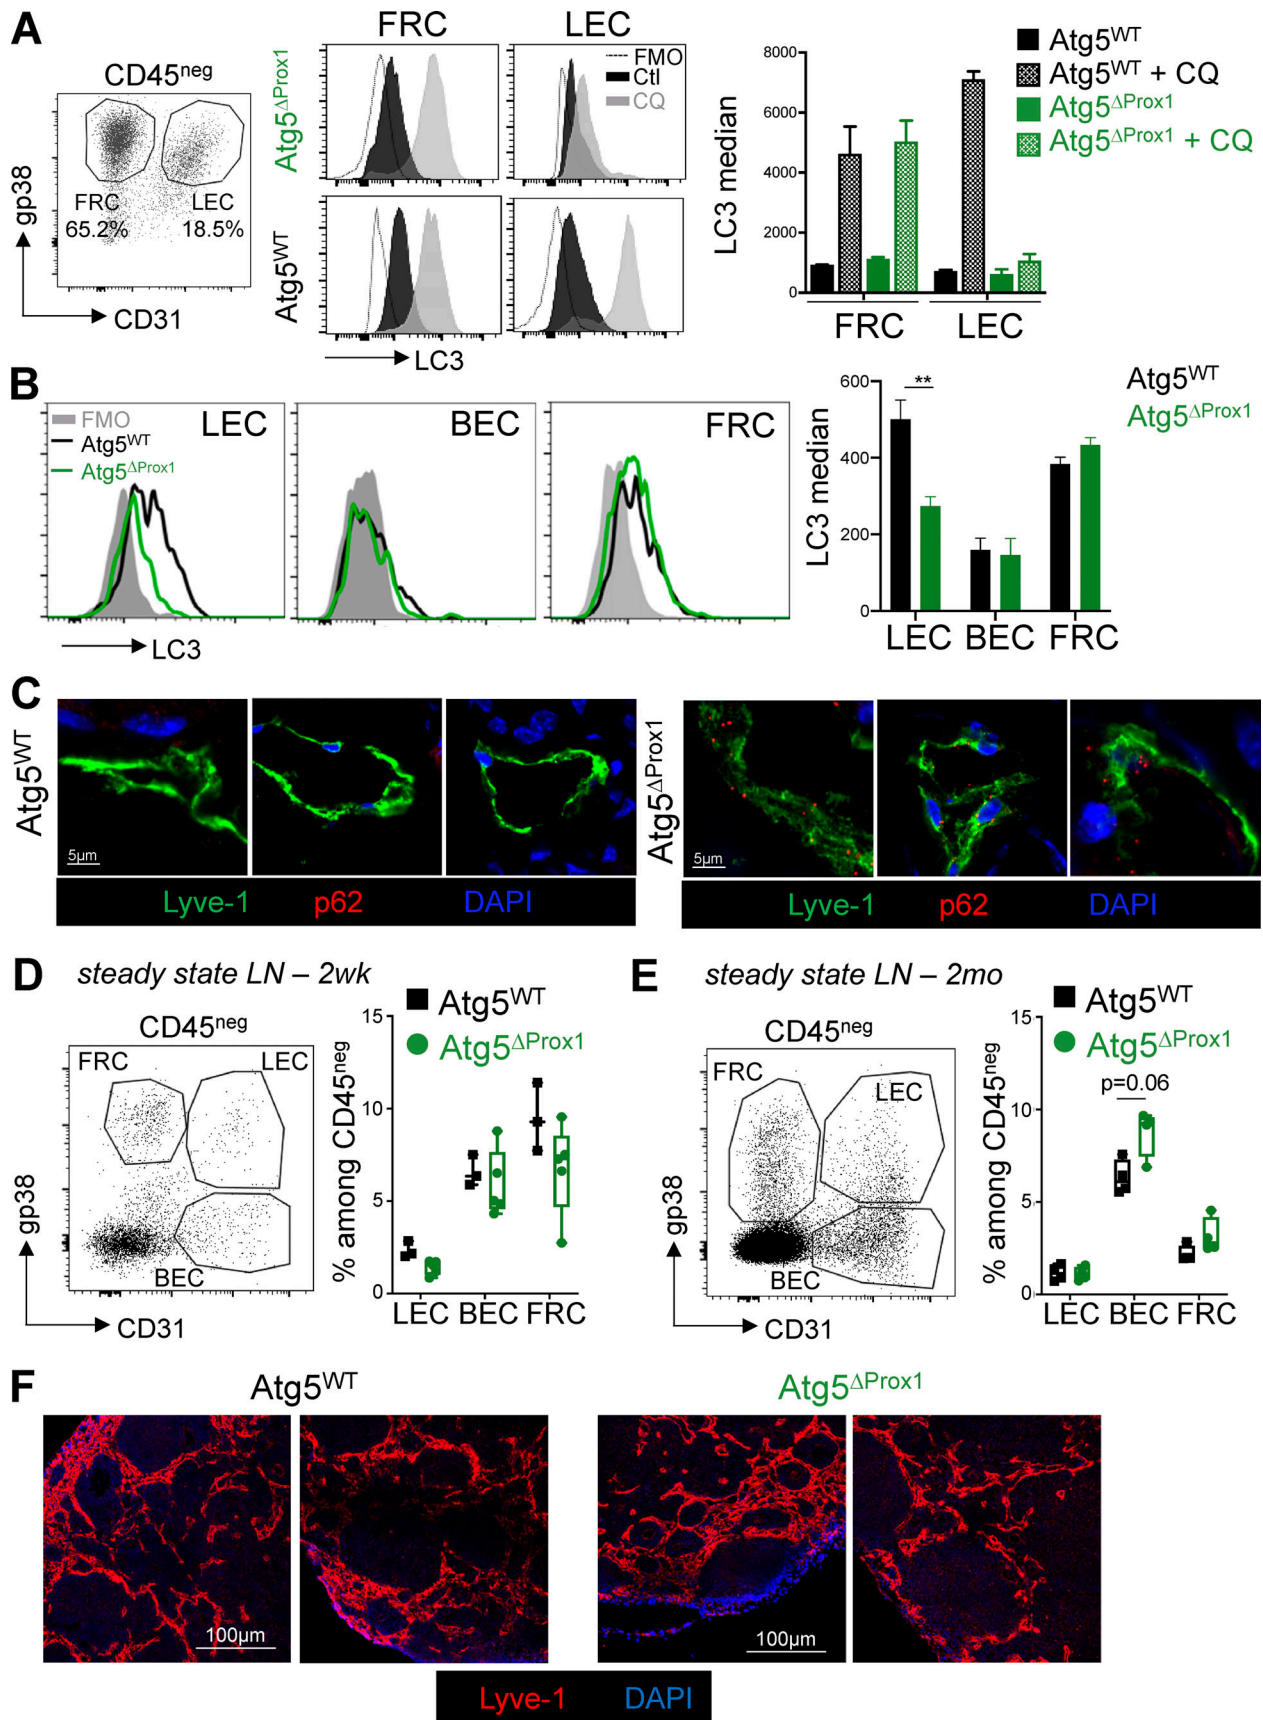 A
CD45neg
gp38
CD31
FRC
65.2%
LEC
18.5%
FRC
LEC
Atg5ΔProx1
Atg5WT
FMO
Ctl
CQ
LC3
LC3 median
8000
6000
4000
2000
0
FRC
LEC
Atg5WT
Atg5WT + CQ
Atg5ΔProx1
Atg5ΔProx1 + CQ
B
FMO
Atg5WT
Atg5ΔProx1
LEC
BEC
FRC
LC3
LC3 median
600
400
200
0
**
LEC BEC FRC
Atg5WT
Atg5ΔProx1
C
Atg5WT
5µm
Lyve-1 p62 DAPI
Atg5ΔProx1
5µm
Lyve-1 p62 DAPI
D
steady state LN – 2wk
CD45neg
FRC
LEC
BEC
gp38
CD31
Atg5WT
Atg5ΔProx1
% among CD45neg
15
10
5
0
LEC BEC FRC
E
steady state LN – 2mo
CD45neg
FRC
LEC
BEC
gp38
CD31
Atg5WT
Atg5ΔProx1
p=0.06
% among CD45neg
15
10
5
0
LEC BEC FRC
F
Atg5WT
Atg5ΔProx1
100µm
100µm
Lyve-1 DAPI